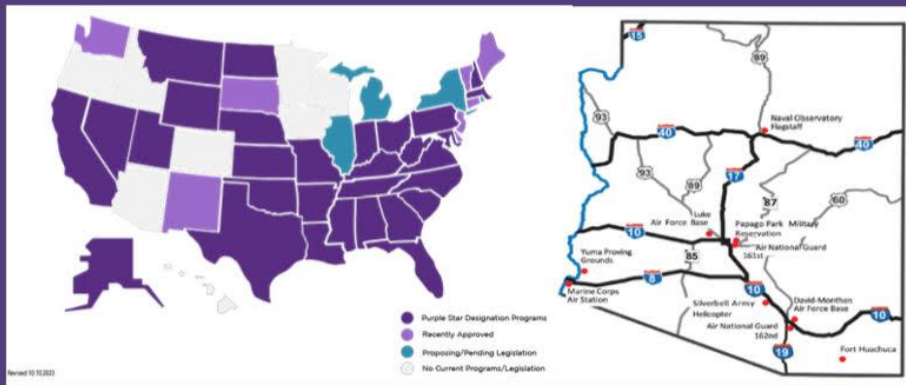 Purple Star Designation Programs
Recently Approved
Proposing/Pending Legislation
No Current Programs/Legislation
Revised 10.10.2023
15
89
93
Naval Observatory
Flagstaff
40
40
93
89
17
87
60
Luke
Air Force Base
Papago Park Military
Reservation
10
Air National Guard
161st
Yuma Proving
Grounds
85
8
10
Marine Corps
Air Station
Silverbell Army
Helicopter
David-Monthan
Air Force Base
10
Air National Guard
162nd
19
Fort Huachuca